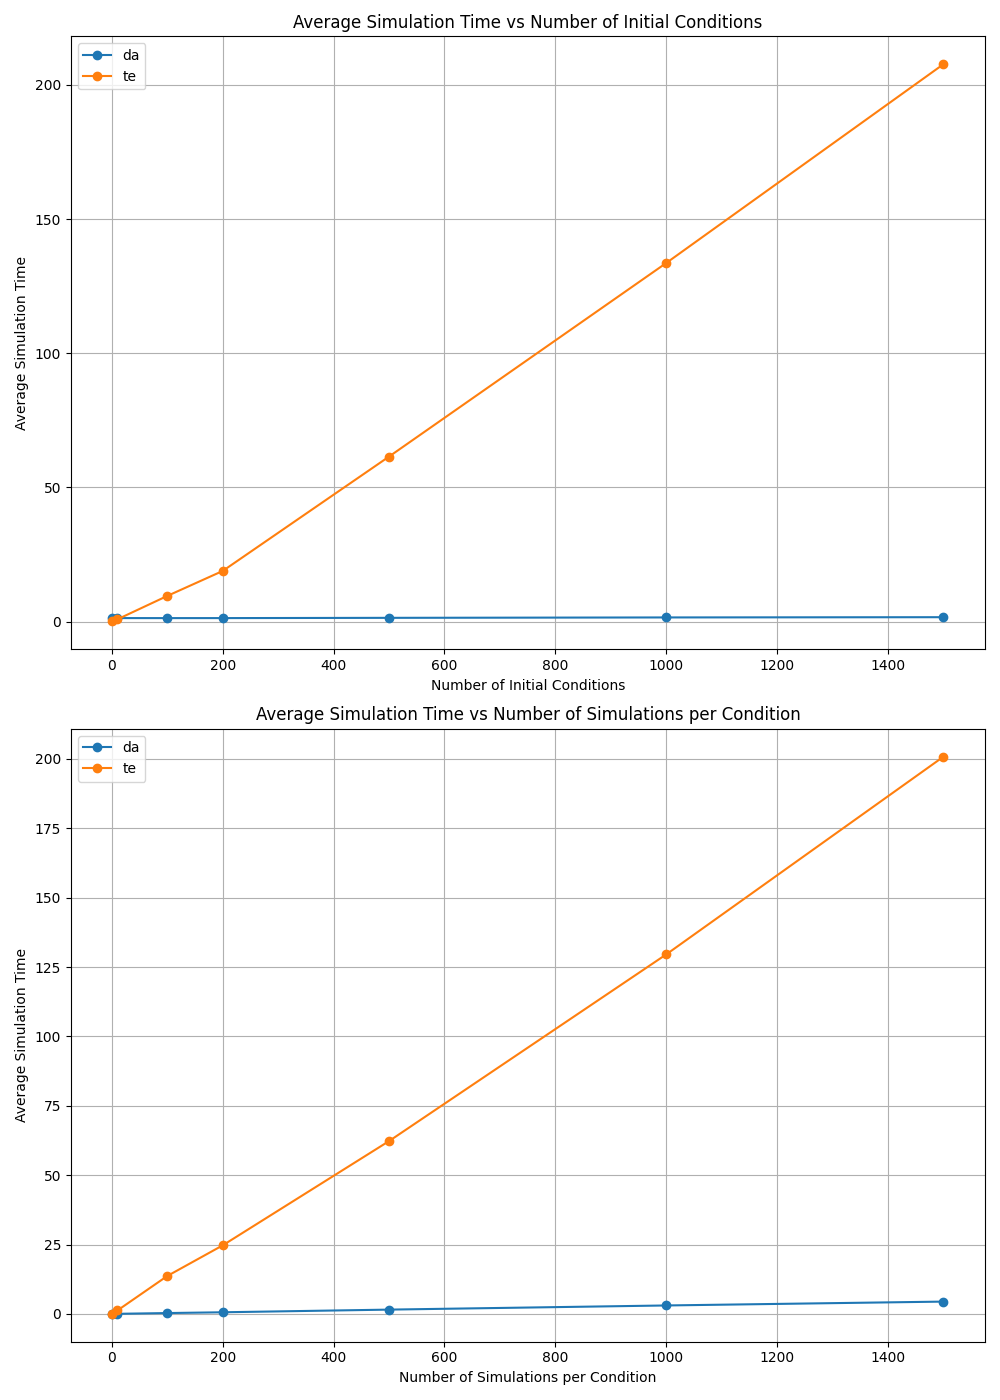 Average Simulation Time vs Number of Initial Conditions
da
te
200
150
100
50
0
Average Simulation Time
0 200 400 600 800 1000 1200 1400
Number of Initial Conditions
Average Simulation Time vs Number of Simulations per Condition
da
te
200
175
150
125
100
75
50
25
0
Average Simulation Time
0 200 400 600 800 1000 1200 1400
Number of Simulations per Condition